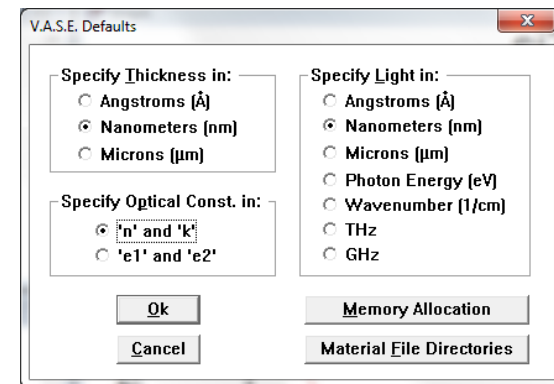 V.A.S.E. Defaults
Specify Thickness in:
Angstroms (Å)
Nanometers (nm)
Microns (µm)
Specify Optical Const. in:
'n' and 'k'
'e1' and 'e2'
Specify Light in:
Angstroms (Å)
Nanometers (nm)
Microns (µm)
Photon Energy (eV)
Wavenumber (1/cm)
THz
GHz
Ok
Memory Allocation
Cancel
Material File Directories